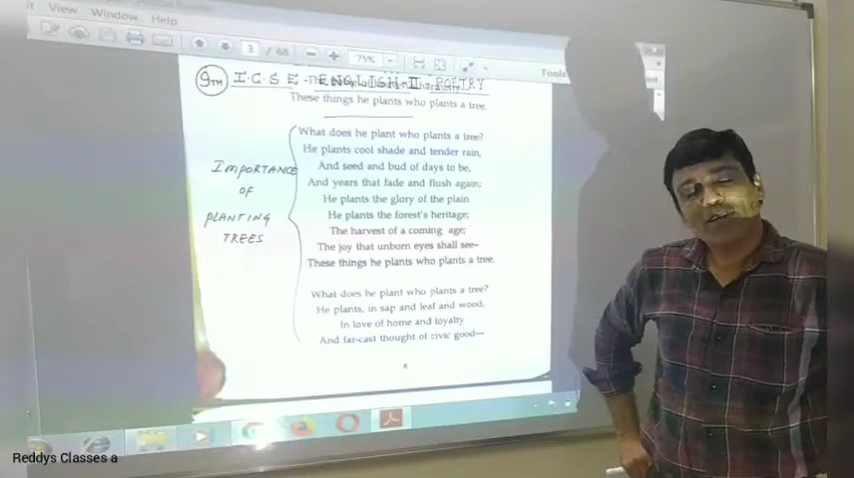 View Window Help
3 / 68 75%
Tools
9TH I.C.S.E - ENGLISH II - POETRY
These things he plants who plants a tree.
What does he plant who plants a tree?
He plants cool shade and tender rain,
And seed and bud of days to be,
And years that fade and flush again;
He plants the glory of the plain
He plants the forest's heritage;
The harvest of a coming age;
The joy that unborn eyes shall see—
These things he plants who plants a tree.
IMPORTANCE
OF
PLANTING
TREES
What does he plant who plants a tree?
He plants, in sap and leaf and wood,
In love of home and loyalty
And far-cast thought of civic good—
8
Reddys Classes a